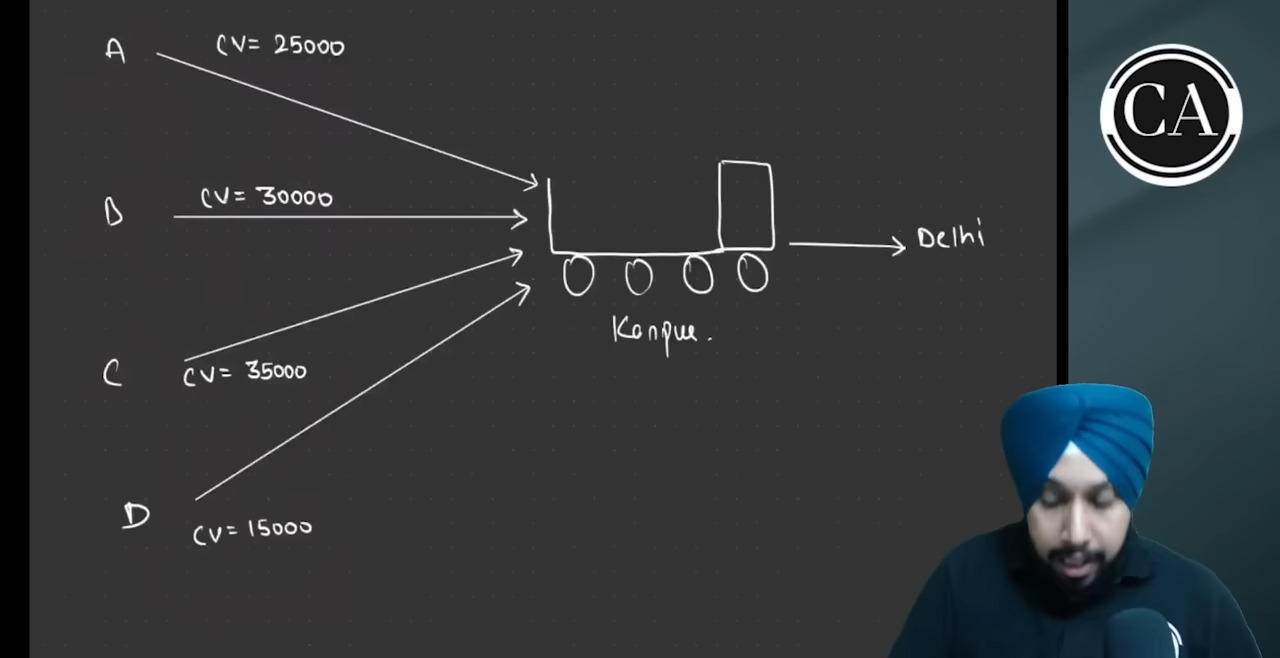 A
CV= 25000
B
CV= 30000
C
CV= 35000
D
CV= 15000
Kanpur.
Delhi
CA